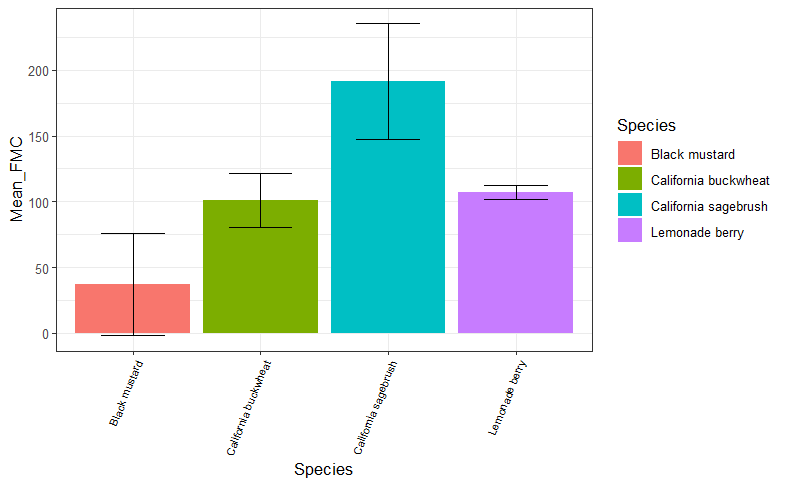 Mean_FMC
200
150
100
50
0
Black mustard
California buckwheat
California sagebrush
Lemonade berry
Species
Species
Black mustard
California buckwheat
California sagebrush
Lemonade berry